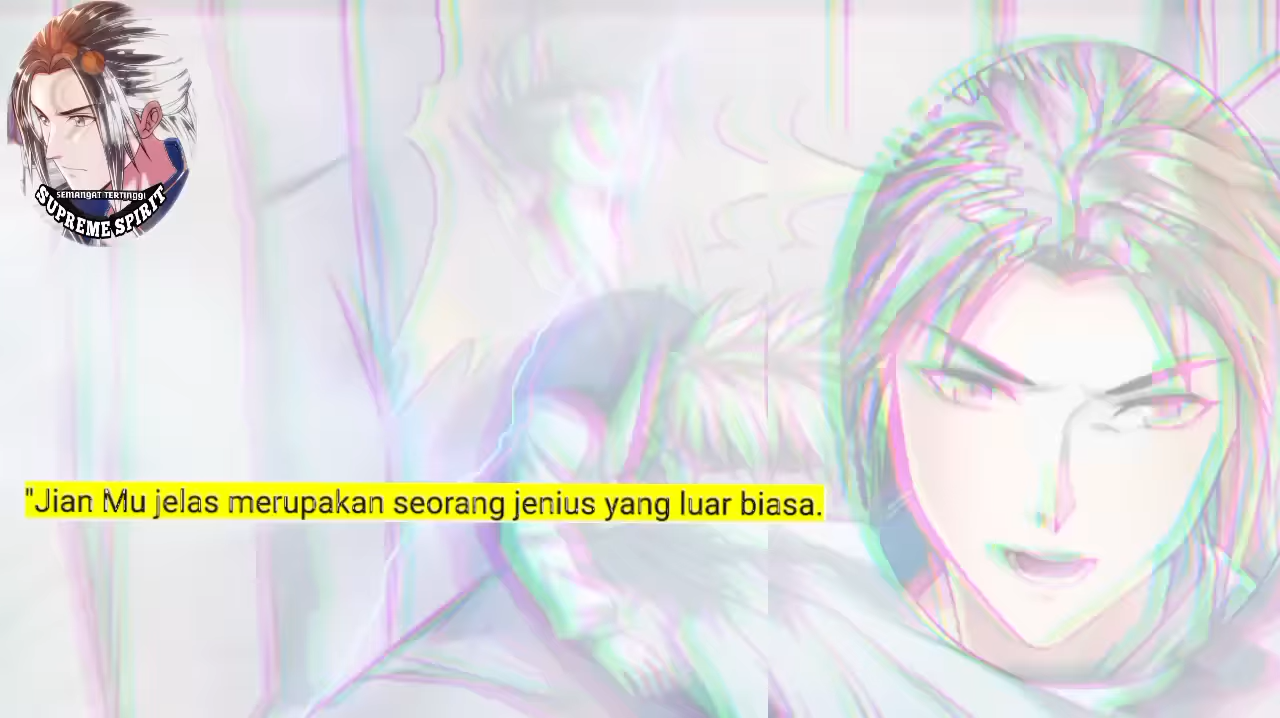 SEMANGAT TERTINGGI
SUPREME SPIRIT
"Jian Mu jelas merupakan seorang jenius yang luar biasa.